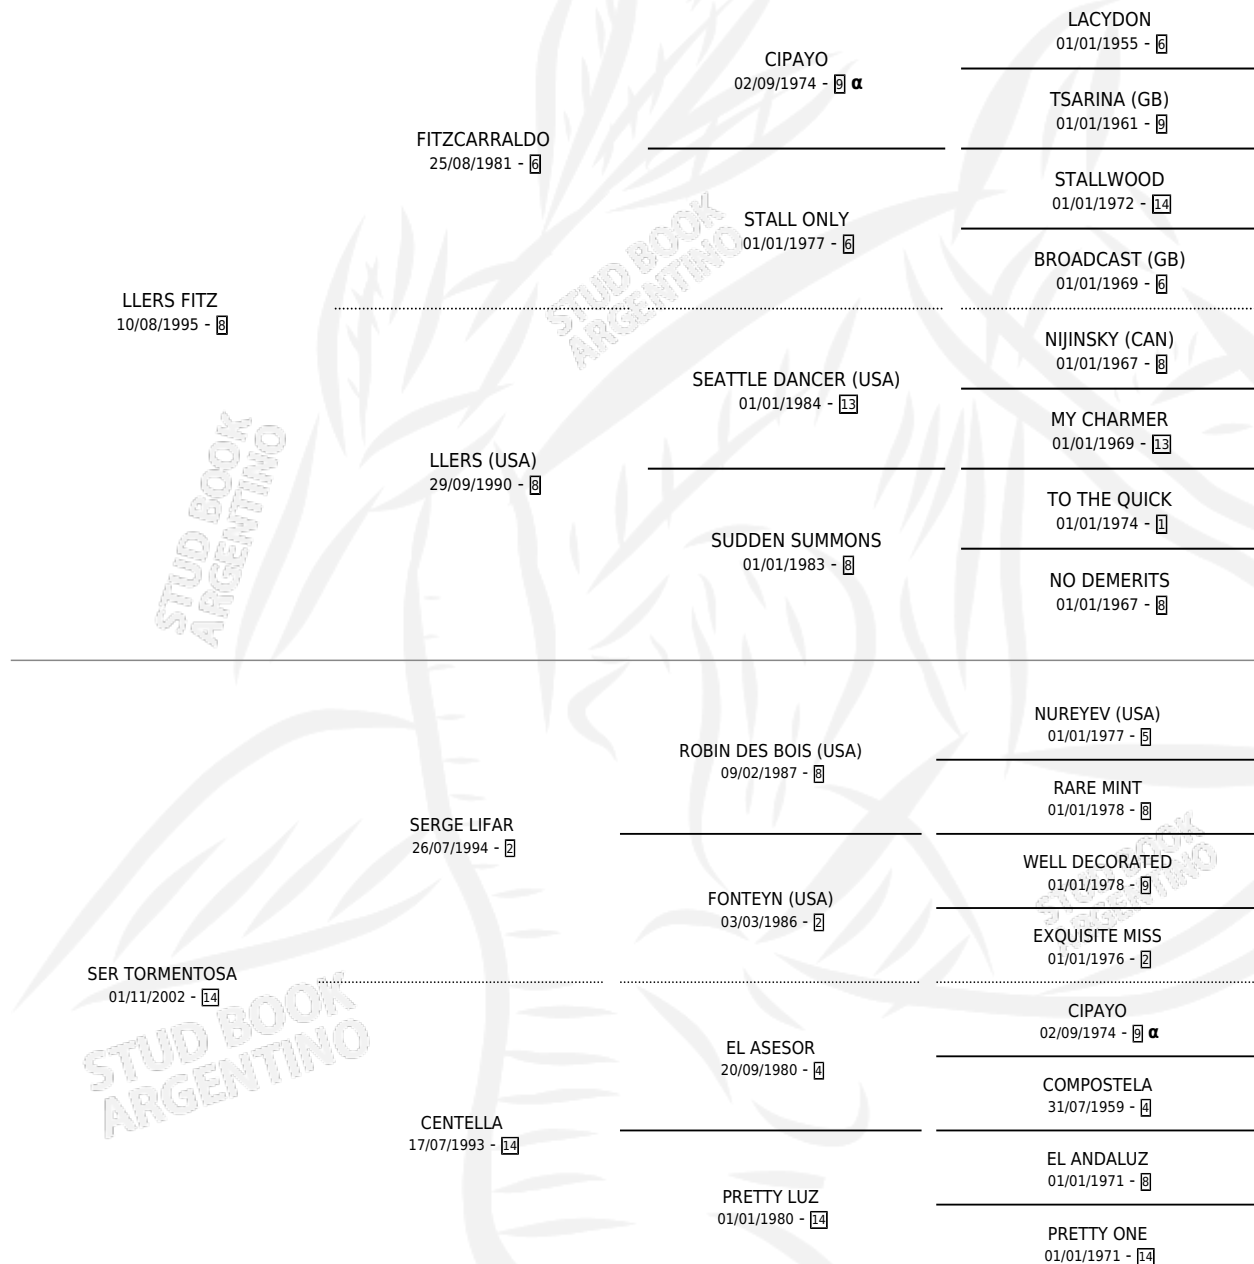 LACYDON
01/01/1955 - 6
CIPAYO
02/09/1974 - 9 α
TSARINA (GB)
01/01/1961 - 9
FITZCARRALDO
25/08/1981 - 6
STALLWOOD
01/01/1972 - 14
STALL ONLY
01/01/1977 - 6
BROADCAST (GB)
01/01/1969 - 6
LLERS FITZ
10/08/1995 - 8
NIJINSKY (CAN)
01/01/1967 - 8
SEATTLE DANCER (USA)
01/01/1984 - 13
MY CHARMER
01/01/1969 - 13
LLERS (USA)
29/09/1990 - 8
TO THE QUICK
01/01/1974 - 1
SUDDEN SUMMONS
01/01/1983 - 8
NO DEMERITS
01/01/1967 - 8
STUD BOOK
ARGENTINO
STUD BOOK
ARGENTINO
NUREYEV (USA)
01/01/1977 - 5
ROBIN DES BOIS (USA)
09/02/1987 - 8
RARE MINT
01/01/1978 - 8
SERGE LIFAR
26/07/1994 - 2
WELL DECORATED
01/01/1978 - 9
FONTEYN (USA)
03/03/1986 - 2
EXQUISITE MISS
01/01/1976 - 2
SER TORMENTOSA
01/11/2002 - 14
CIPAYO
02/09/1974 - 9 α
EL ASESOR
20/09/1980 - 4
COMPOSTELA
31/07/1959 - 4
CENTELLA
17/07/1993 - 14
EL ANDALUZ
01/01/1971 - 8
PRETTY LUZ
01/01/1980 - 14
PRETTY ONE
01/01/1971 - 14
STUD BOOK
ARGENTINO
STUD BOOK
ARGENTINO